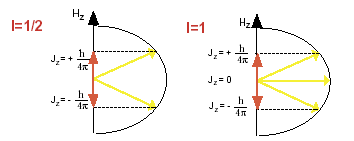 I=1/2
Hz
Jz= + h/4π
Jz= - h/4π
I=1
Hz
Jz= + h/4π
Jz= 0
Jz= - h/4π